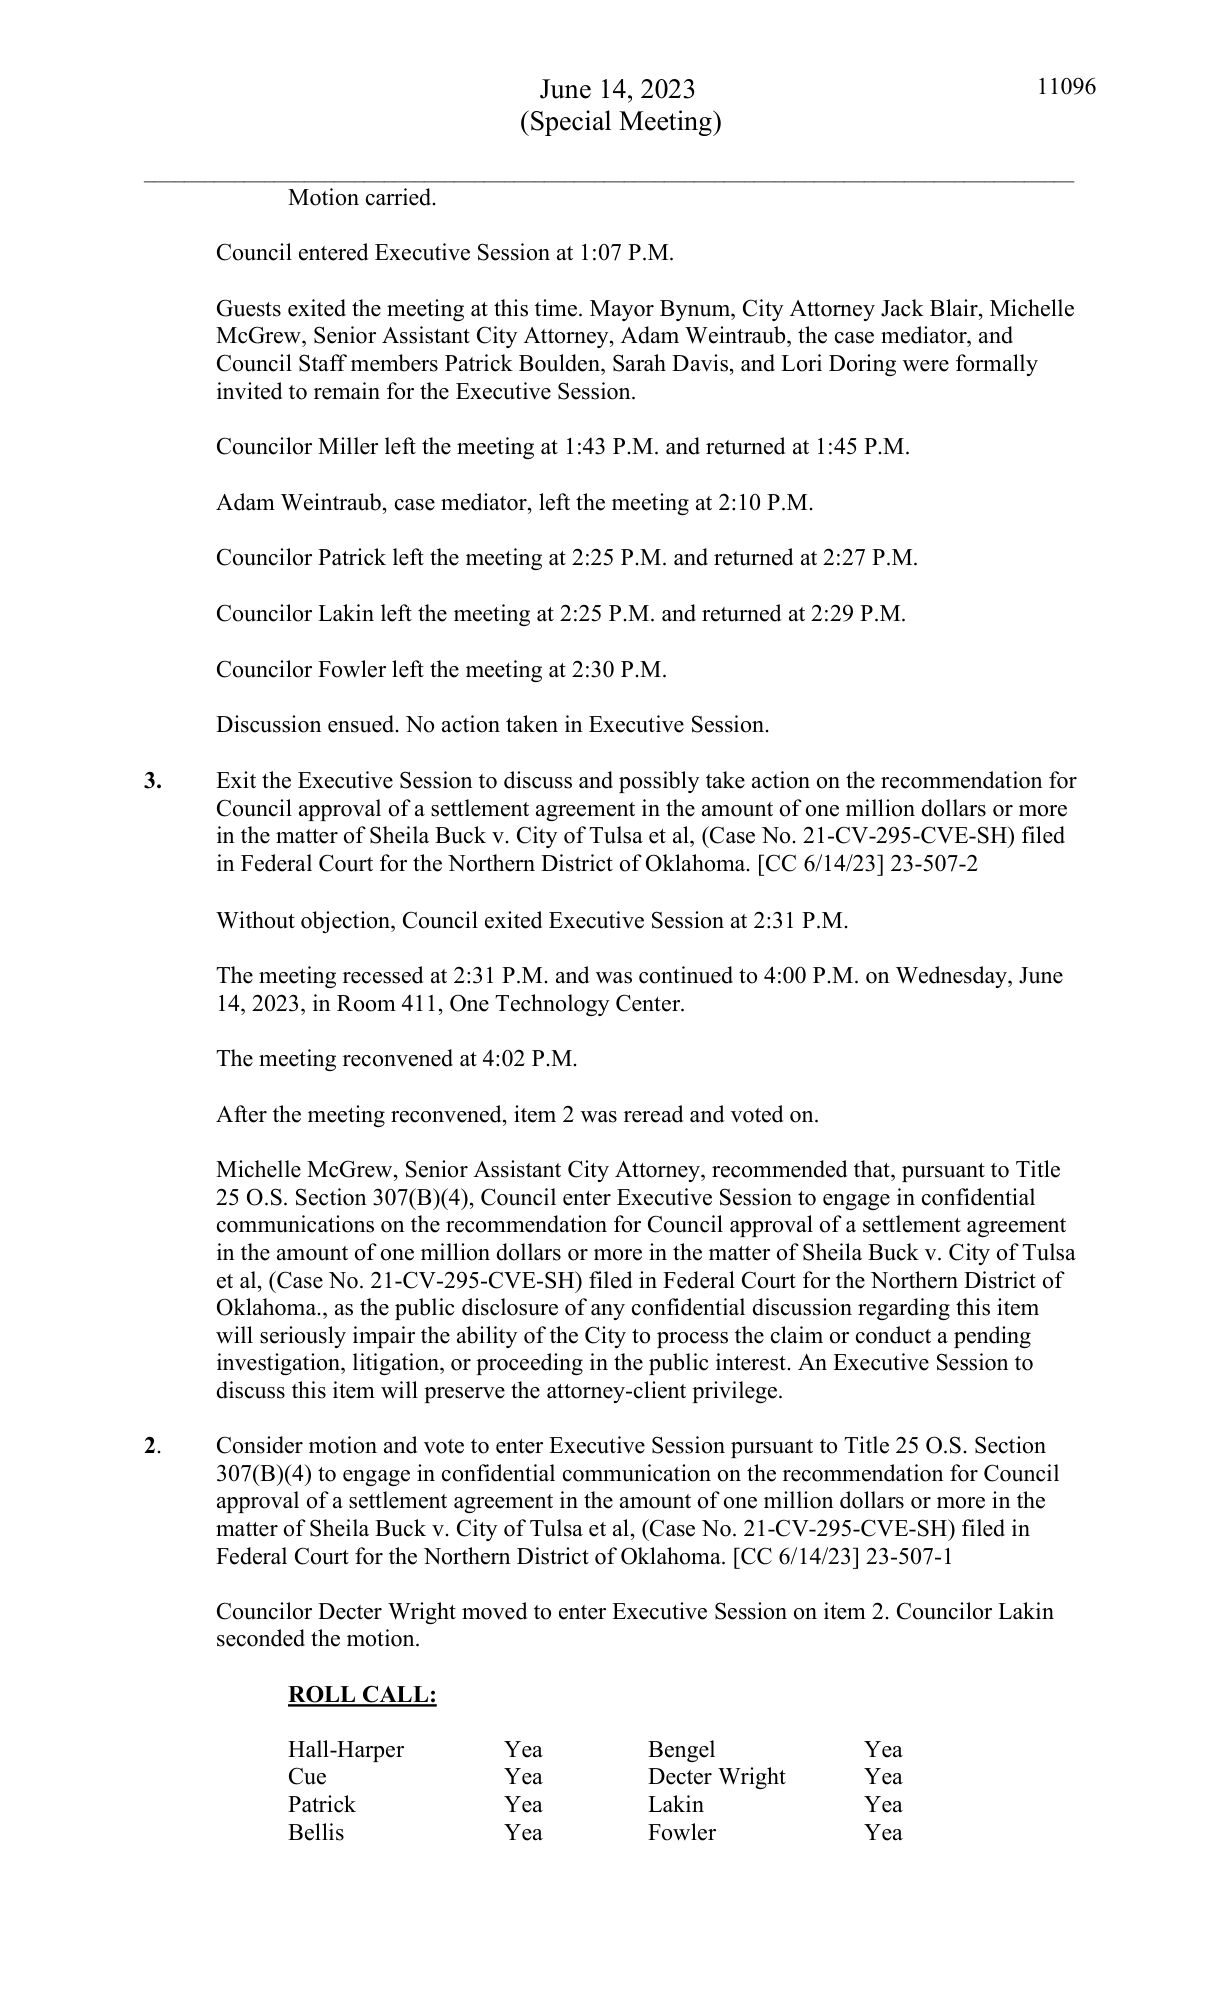 June 14, 2023
11096
(Special Meeting)
Motion carried.
Council entered Executive Session at 1:07 P.M.
Guests exited the meeting at this time. Mayor Bynum, City Attorney Jack Blair, Michelle
McGrew, Senior Assistant City Attorney, Adam Weintraub, the case mediator, and
Council Staff members Patrick Boulden, Sarah Davis, and Lori Doring were formally
invited to remain for the Executive Session.
Councilor Miller left the meeting at 1:43 P.M. and returned at 1:45 P.M.
Adam Weintraub, case mediator, left the meeting at 2:10 P.M.
Councilor Patrick left the meeting at 2:25 P.M. and returned at 2:27 P.M.
Councilor Lakin left the meeting at 2:25 P.M. and returned at 2:29 P.M.
Councilor Fowler left the meeting at 2:30 P.M.
Discussion ensued. No action taken in Executive Session.
3. Exit the Executive Session to discuss and possibly take action on the recommendation for
Council approval of a settlement agreement in the amount of one million dollars or more
in the matter of Sheila Buck v. City of Tulsa et al, (Case No. 21-CV-295-CVE-SH) filed
in Federal Court for the Northern District of Oklahoma. [CC 6/14/23] 23-507-2
Without objection, Council exited Executive Session at 2:31 P.M.
The meeting recessed at 2:31 P.M. and was continued to 4:00 P.M. on Wednesday, June
14, 2023, in Room 411, One Technology Center.
The meeting reconvened at 4:02 P.M.
After the meeting reconvened, item 2 was reread and voted on.
Michelle McGrew, Senior Assistant City Attorney, recommended that, pursuant to Title
25 O.S. Section 307(B)(4), Council enter Executive Session to engage in confidential
communications on the recommendation for Council approval of a settlement agreement
in the amount of one million dollars or more in the matter of Sheila Buck v. City of Tulsa
et al, (Case No. 21-CV-295-CVE-SH) filed in Federal Court for the Northern District of
Oklahoma., as the public disclosure of any confidential discussion regarding this item
will seriously impair the ability of the City to process the claim or conduct a pending
investigation, litigation, or proceeding in the public interest. An Executive Session to
discuss this item will preserve the attorney-client privilege.
2. Consider motion and vote to enter Executive Session pursuant to Title 25 O.S. Section
307(B)(4) to engage in confidential communication on the recommendation for Council
approval of a settlement agreement in the amount of one million dollars or more in the
matter of Sheila Buck v. City of Tulsa et al, (Case No. 21-CV-295-CVE-SH) filed in
Federal Court for the Northern District of Oklahoma. [CC 6/14/23] 23-507-1
Councilor Decter Wright moved to enter Executive Session on item 2. Councilor Lakin
seconded the motion.
ROLL CALL:
Hall-Harper Yea Bengel Yea
Cue Yea Decter Wright Yea
Patrick Yea Lakin Yea
Bellis Yea Fowler Yea